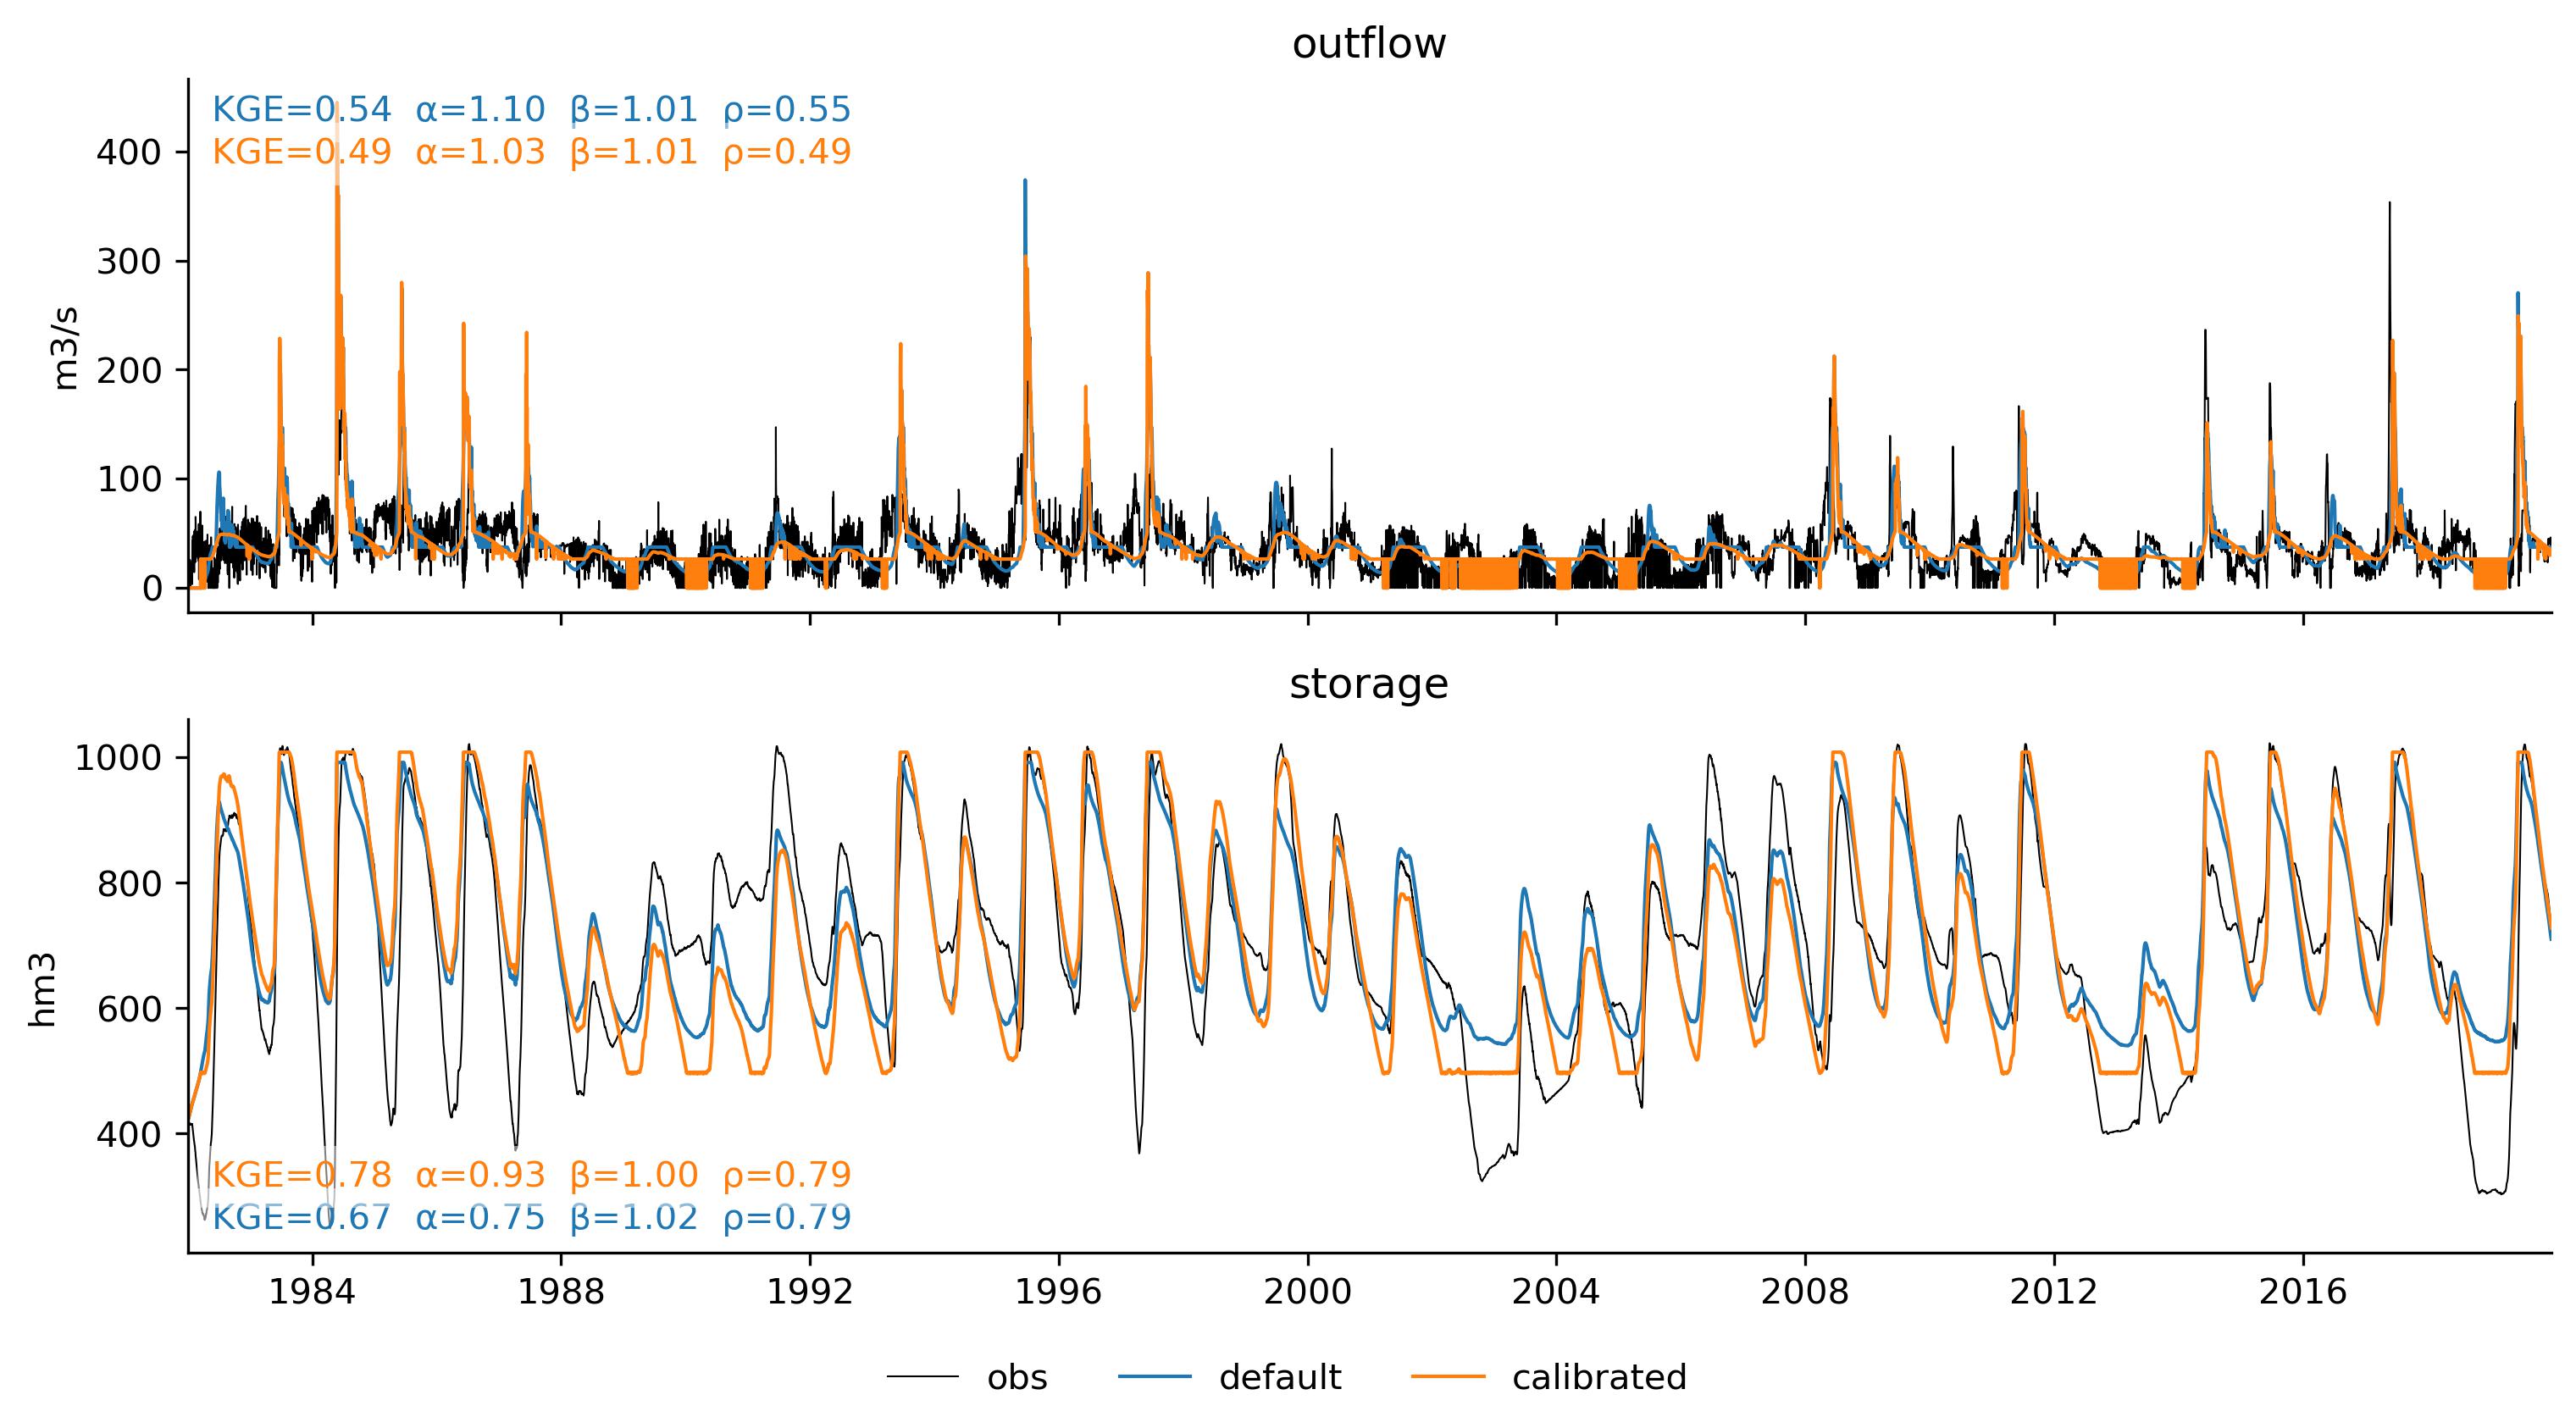 outflow
KGE=0.54 α=1.10 β=1.01 ρ=0.55
KGE=0.49 α=1.03 β=1.01 ρ=0.49
400
300
200
100
0
m3/s
storage
1000
800
600
400
hm3
KGE=0.78 α=0.93 β=1.00 ρ=0.79
KGE=0.67 α=0.75 β=1.02 ρ=0.79
1984 1988 1992 1996 2000 2004 2008 2012 2016
obs default calibrated